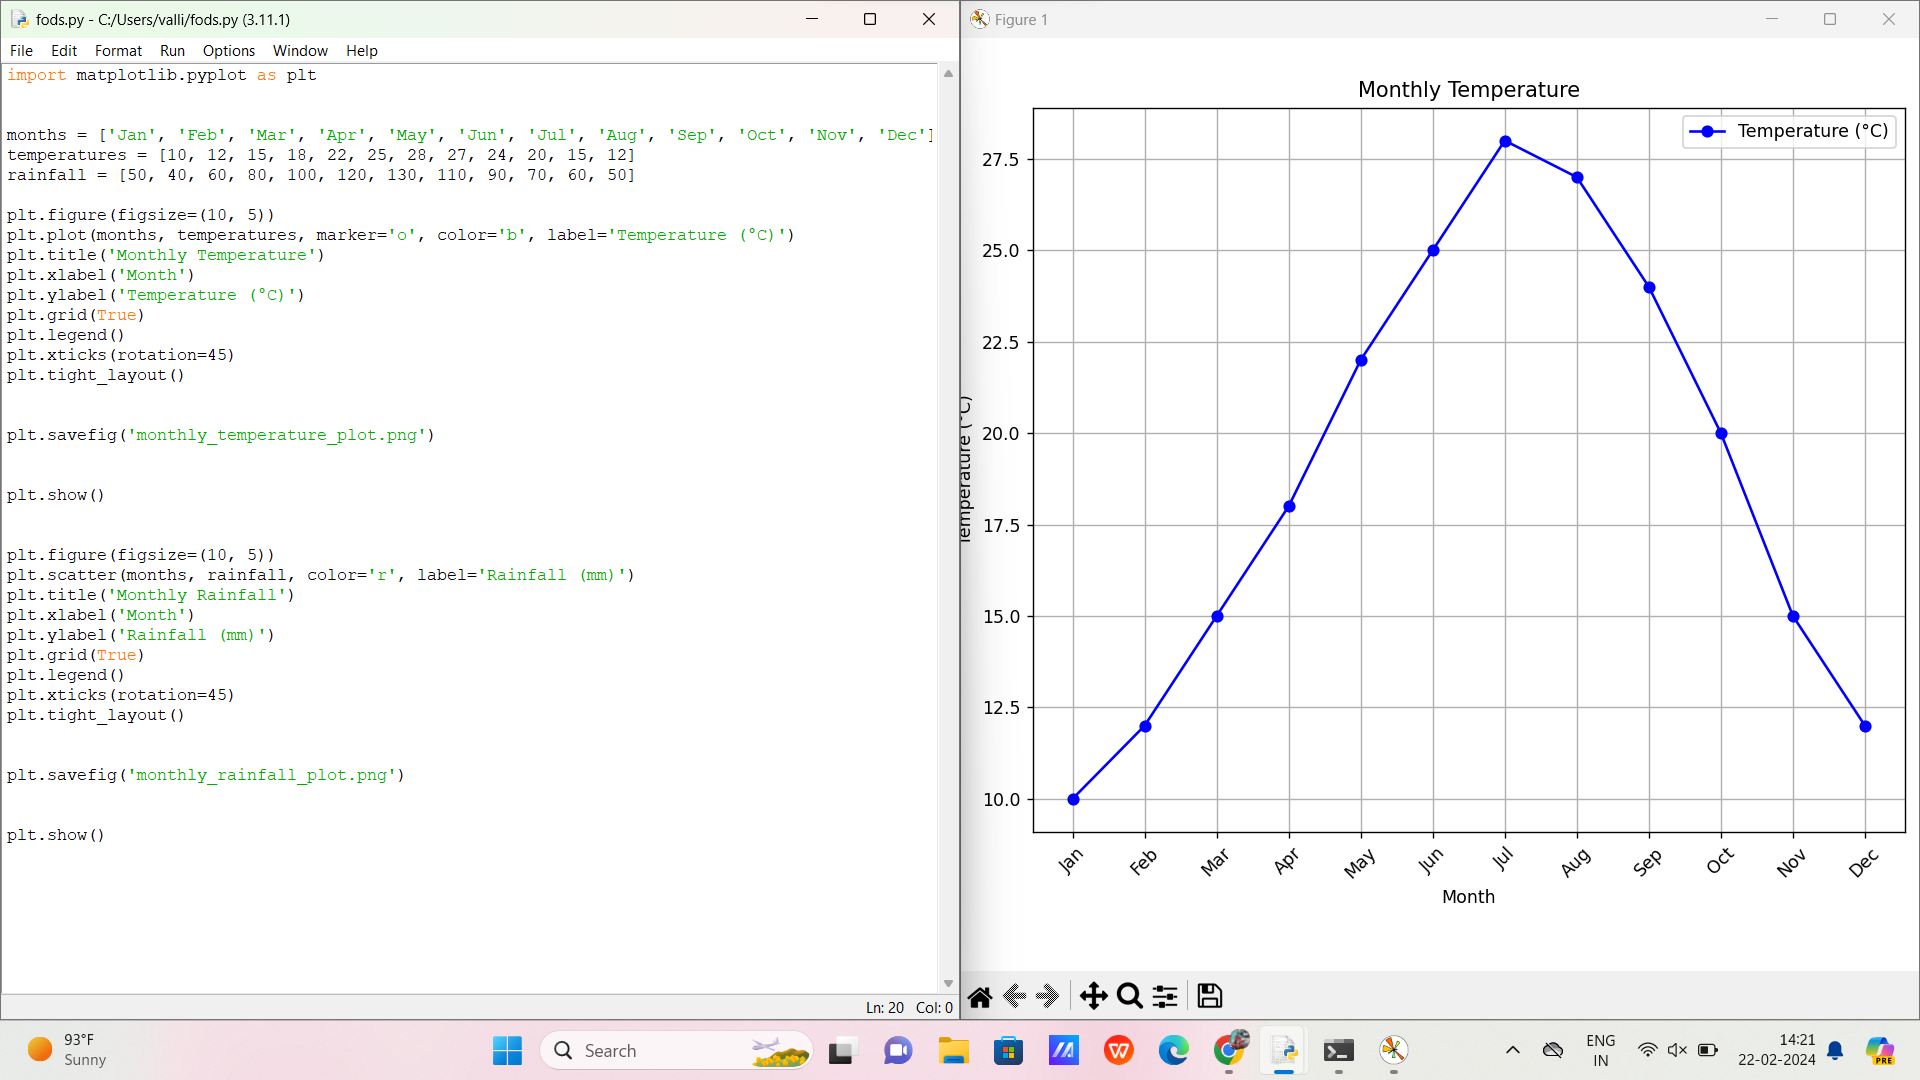 fods.py - C:/Users/valli/fods.py (3.11.1)
File Edit Format Run Options Window Help
import matplotlib.pyplot as plt
months = ['Jan', 'Feb', 'Mar', 'Apr', 'May', 'Jun', 'Jul', 'Aug', 'Sep', 'Oct', 'Nov', 'Dec']
temperatures = [10, 12, 15, 18, 22, 25, 28, 27, 24, 20, 15, 12]
rainfall = [50, 40, 60, 80, 100, 120, 130, 110, 90, 70, 60, 50]
plt.figure(figsize=(10, 5))
plt.plot(months, temperatures, marker='o', color='b', label='Temperature (°C)')
plt.title('Monthly Temperature')
plt.xlabel('Month')
plt.ylabel('Temperature (°C)')
plt.grid(True)
plt.legend()
plt.xticks(rotation=45)
plt.tight_layout()
plt.savefig('monthly_temperature_plot.png')
plt.show()
plt.figure(figsize=(10, 5))
plt.scatter(months, rainfall, color='r', label='Rainfall (mm)')
plt.title('Monthly Rainfall')
plt.xlabel('Month')
plt.ylabel('Rainfall (mm)')
plt.grid(True)
plt.legend()
plt.xticks(rotation=45)
plt.tight_layout()
plt.savefig('monthly_rainfall_plot.png')
plt.show()
Ln: 20 Col: 0
Figure 1
Monthly Temperature
Temperature (°C)
27.5
25.0
22.5
20.0
17.5
15.0
12.5
10.0
Temperature (°C)
Jan Feb Mar Apr May Jun Jul Aug Sep Oct Nov Dec
Month
93°F
Sunny
Search
ENG
IN
14:21
22-02-2024
PRE